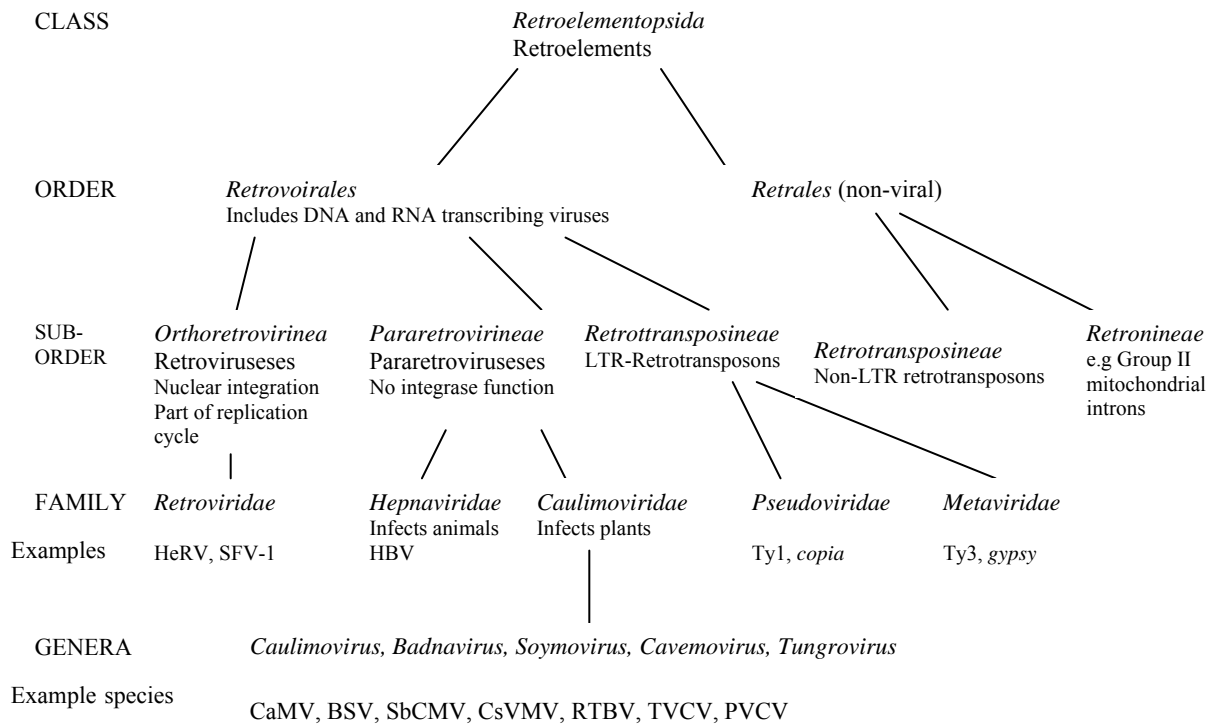 CLASS
Retroelementopsida
Retroelements
ORDER
Retrovoirales
Includes DNA and RNA transcribing viruses
Retrales (non-viral)
SUB-
ORDER
Orthoretrovirinea
Retroviruseses
Nuclear integration
Part of replication
cycle
Pararetrovirineae
Pararetroviruseses
No integrase function
Retrottransposineae
LTR-Retrotransposons
Retrotransposineae
Non-LTR retrotransposons
Retronineae
e.g Group II
mitochondrial
introns
FAMILY
Retroviridae
Hepnaviridae
Infects animals
Caulimoviridae
Infects plants
Pseudoviridae
Metaviridae
Examples
HeRV, SFV-1
HBV
Ty1, copia
Ty3, gypsy
GENERA
Caulimovirus, Badnavirus, Soymovirus, Cavemovirus, Tungrovirus
Example species
CaMV, BSV, SbCMV, CsVMV, RTBV, TVCV, PVCV